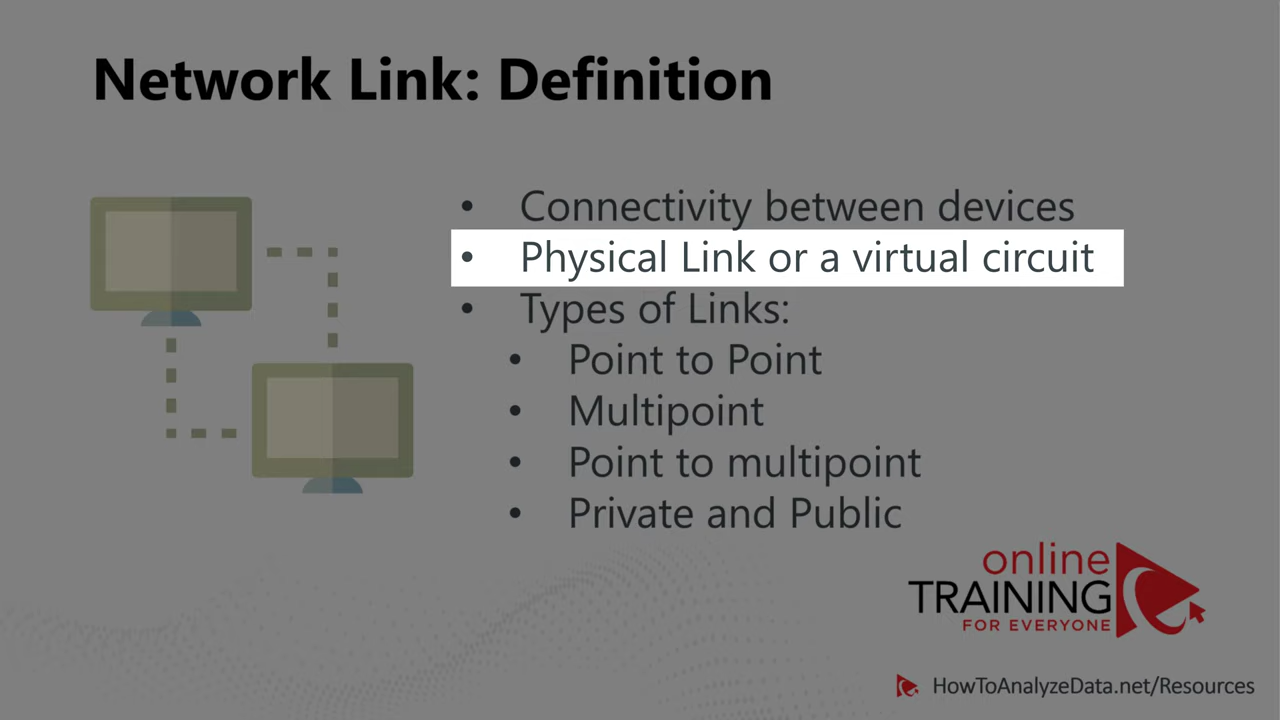 Network Link: Definition
• Connectivity between devices
• Physical Link or a virtual circuit
• Types of Links:
• Point to Point
• Multipoint
• Point to multipoint
• Private and Public
online
TRAINING
FOR EVERYONE
HowToAnalyzeData.net/Resources